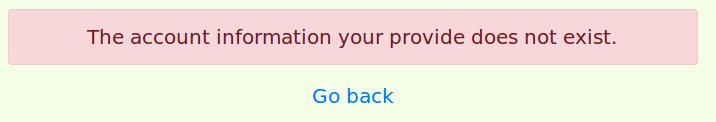 The account information your provide does not exist.
Go back